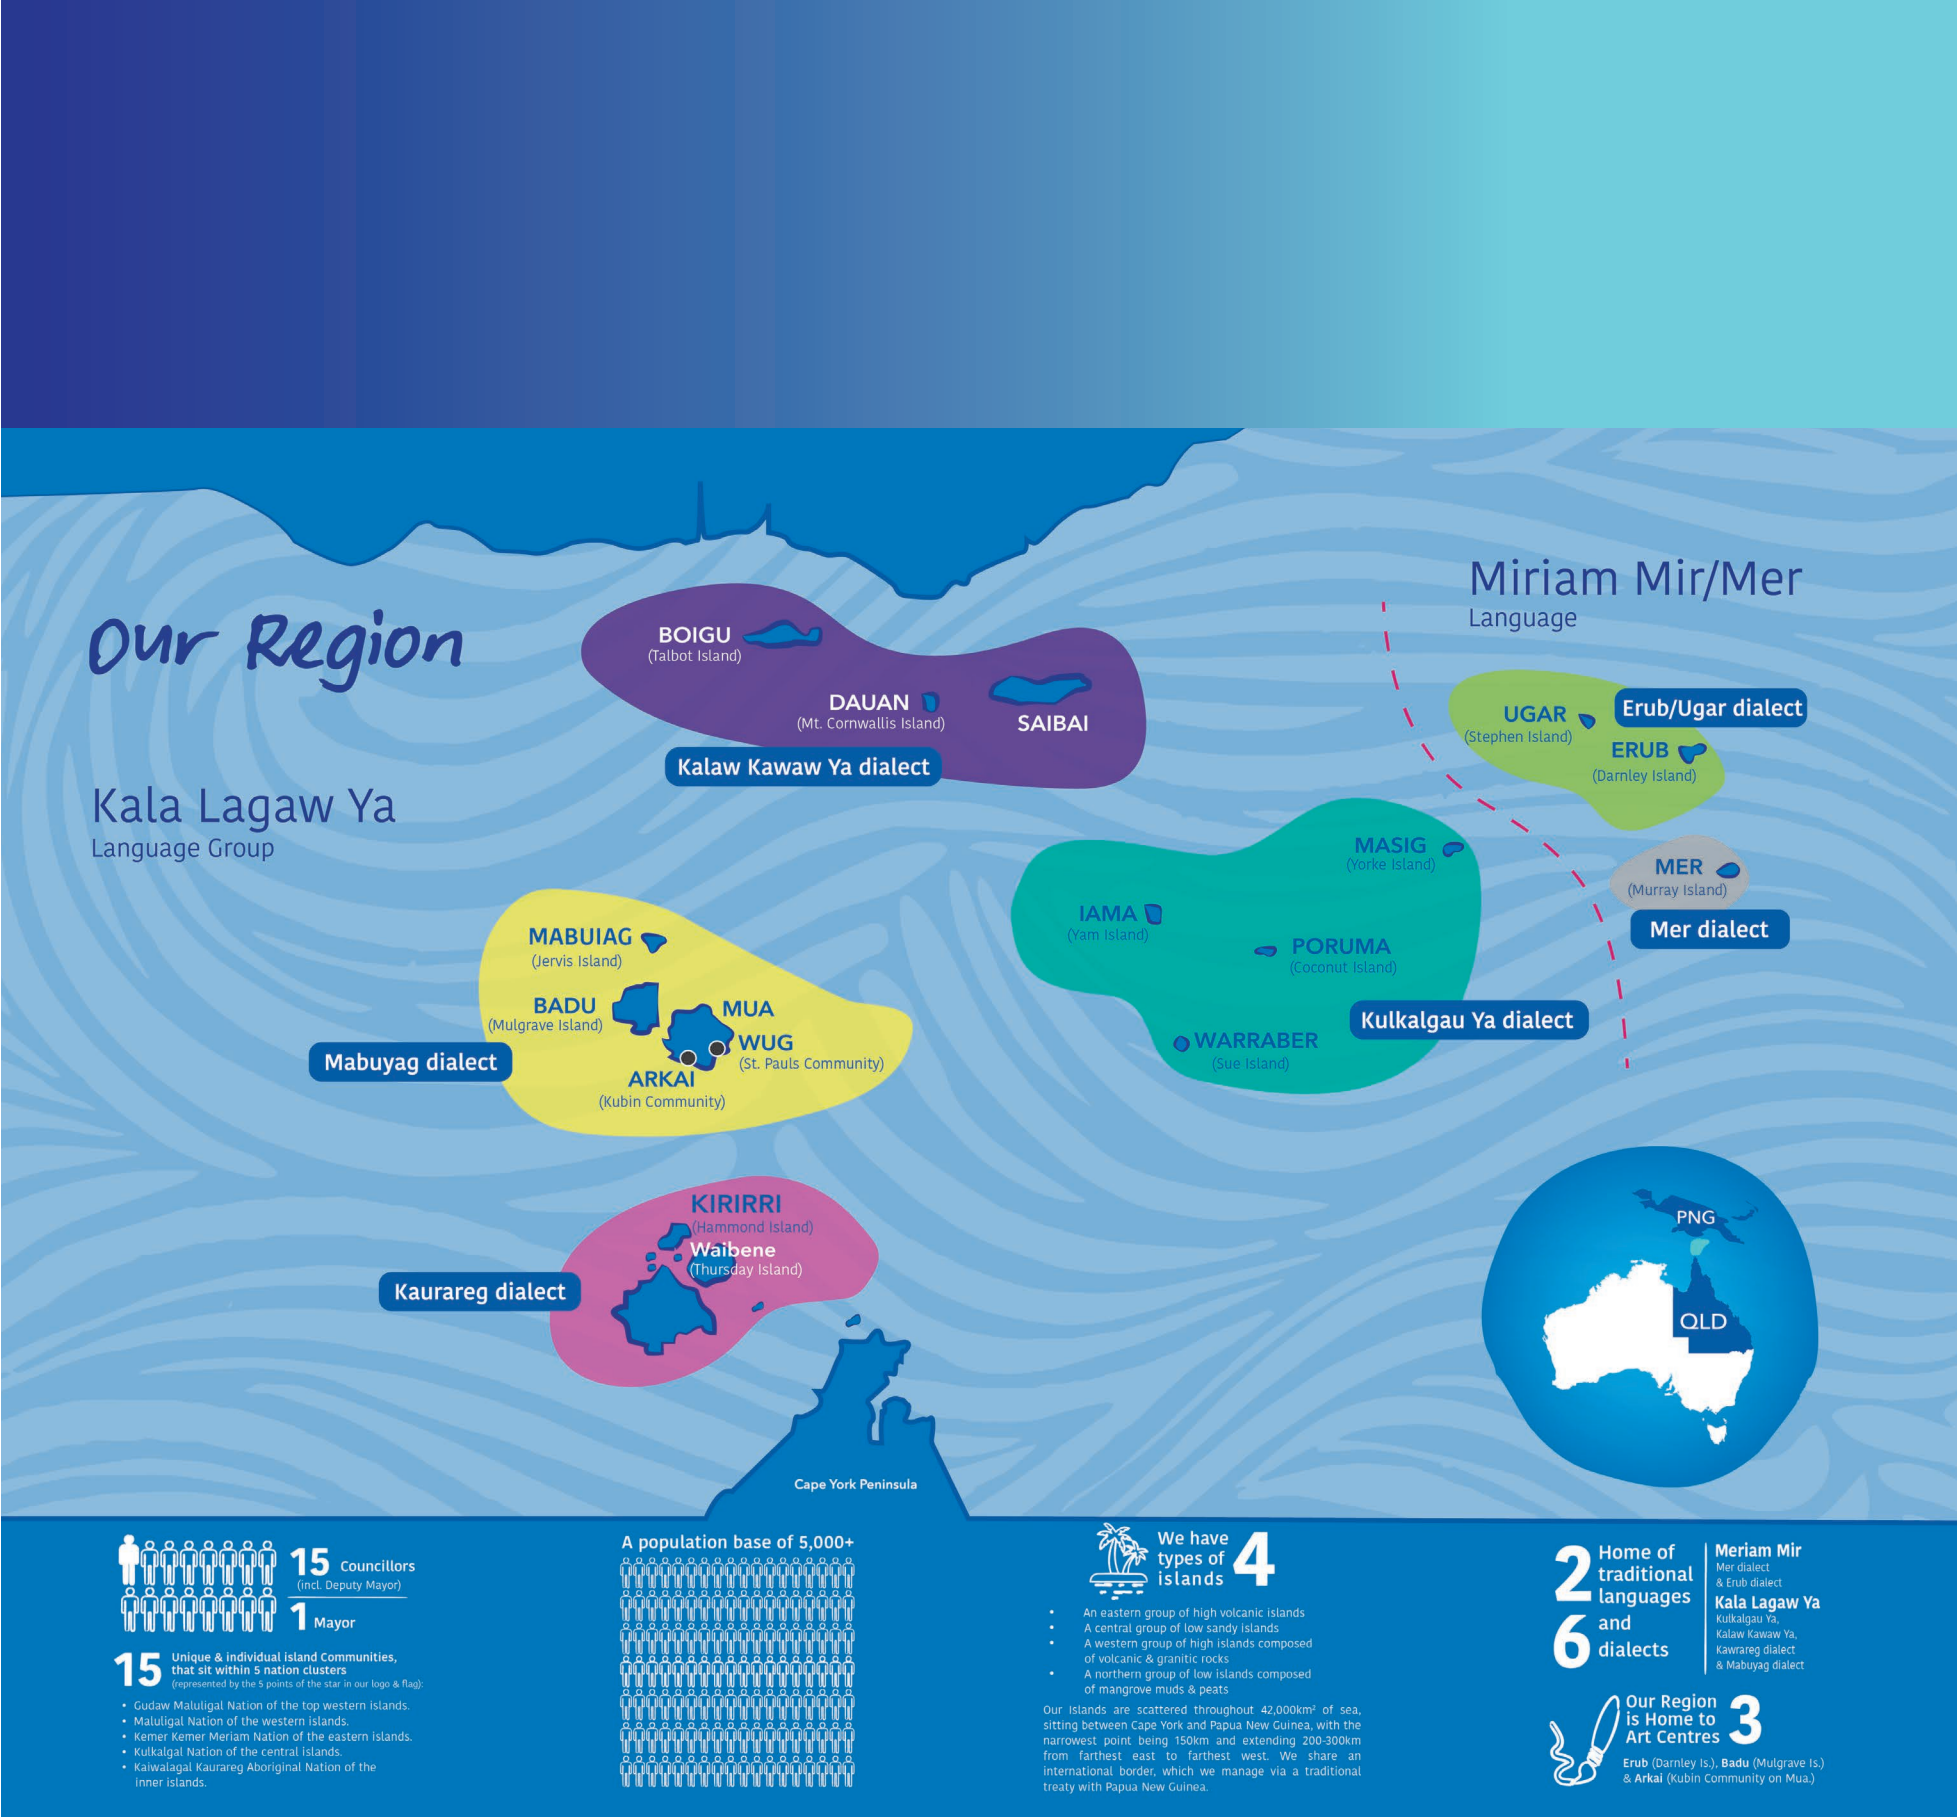 Our Region
Miriam Mir/Mer
Language
BOIGU
(Talbot Island)
DAUAN
(Mt. Cornwallis Island)
SAIBAI
Kalaw Kawaw Ya dialect
UGAR
(Stephen Island)
Erub/Ugar dialect
ERUB
(Darnley Island)
Kala Lagaw Ya
Language Group
MASIG
(Yorke Island)
MER
(Murray Island)
Mer dialect
IAMA
(Yam Island)
PORUMA
(Coconut Island)
Kulkalgau Ya dialect
WARRABER
(Sue Island)
MABUIAG
(Jervis Island)
BADU
(Mulgrave Island)
MUA
WUG
(St. Pauls Community)
Mabuyag dialect
ARKAI
(Kubin Community)
KIRIRRI
(Hammond Island)
Waibene
(Thursday Island)
Kaurareg dialect
PNG
QLD
Cape York Peninsula
15 Councillors
(incl. Deputy Mayor)
1 Mayor
15 Unique & individual island Communities,
that sit within 5 nation clusters
(represented by the 5 points of the star in our logo & flag):
• Gudaw Maluligal Nation of the top western islands.
• Maluligal Nation of the western islands.
• Kemer Kemer Meriam Nation of the eastern islands.
• Kulkalgal Nation of the central islands.
• Kaiwalagal Kaurareg Aboriginal Nation of the
inner islands.
A population base of 5,000+
We have
types of
islands
4
• An eastern group of high volcanic islands
• A central group of low sandy islands
• A western group of high islands composed
of volcanic & granitic rocks
• A northern group of low islands composed
of mangrove muds & peats
Our Islands are scattered throughout 42,000km² of sea,
sitting between Cape York and Papua New Guinea, with the
narrowest point being 150km and extending 200-300km
from farthest east to farthest west. We share an
international border, which we manage via a traditional
treaty with Papua New Guinea.
2 Home of
traditional
languages
6 and
dialects
Meriam Mir
Mer dialect
& Erub dialect
Kala Lagaw Ya
Kulkalgau Ya,
Kalaw Kawaw Ya,
Kawrareg dialect
& Mabuyag dialect
Our Region
is Home to
Art Centres
3
Erub (Darnley Is.), Badu (Mulgrave Is.)
& Arkai (Kubin Community on Mua.)